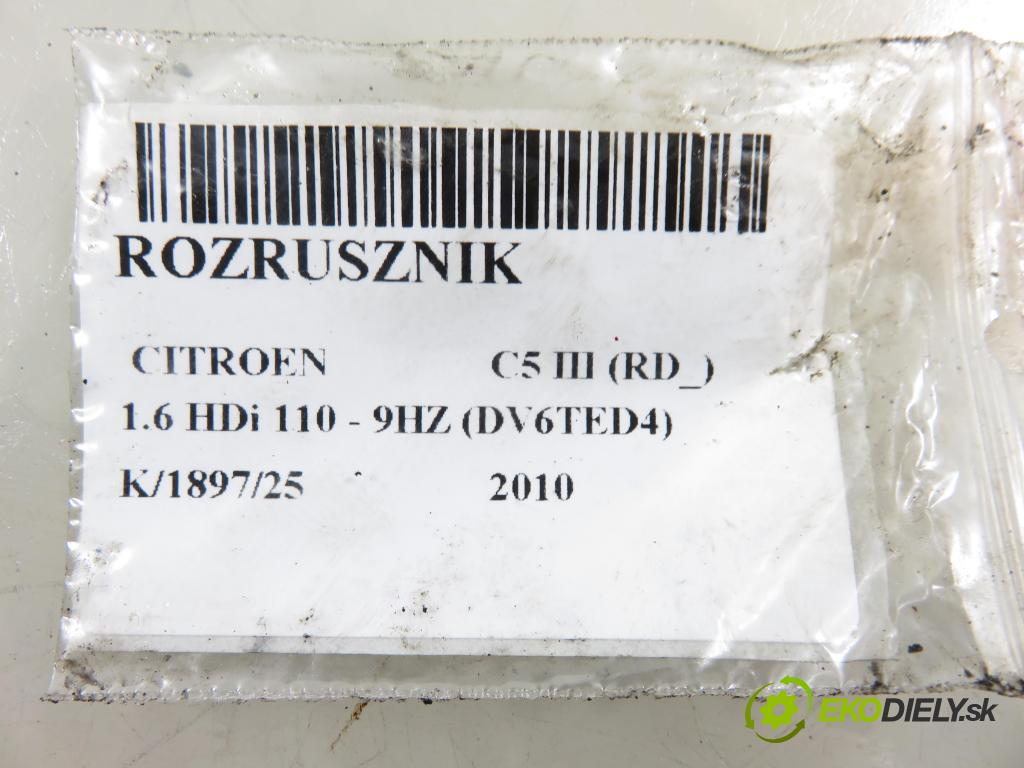 ROZRUSZNIK
CITROEN C5 III (RD_)
1.6 HDi 110 - 9HZ (DV6TED4)
K/1897/25 2010
EKODIELY.sk